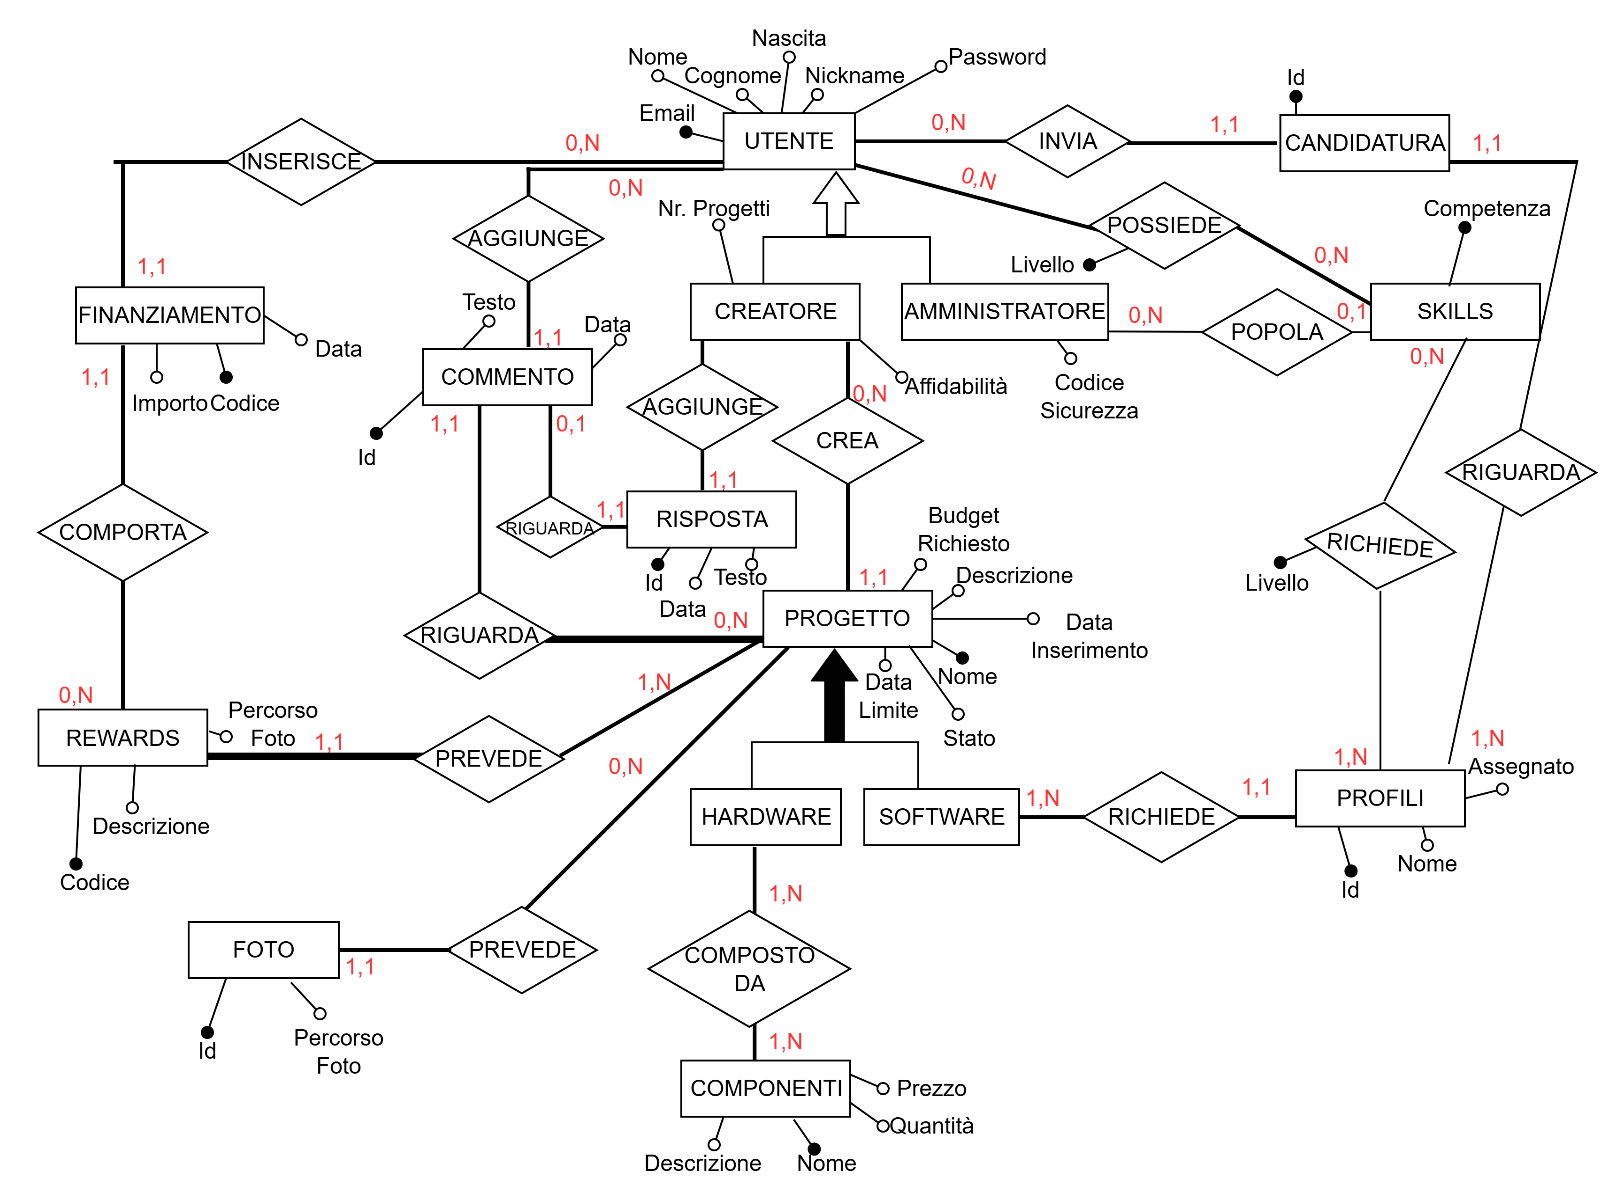 Nascita
Nome
Password
Cognome
Nickname
Id
Email
0,N
1,1
UTENTE
INVIA
CANDIDATURA
1,1
0,N
INSERISCE
0,N
0,N
Nr. Progetti
Competenza
POSSIEDE
AGGIUNGE
0,N
Livello
1,1
Testo
CREATORE
AMMINISTRATORE
0,N
0,1
SKILLS
FINANZIAMENTO
Data
POPOLA
1,1
Data
0,N
1,1
COMMENTO
Codice
Sicurezza
Affidabilità
0,N
Importo
Codice
AGGIUNGE
1,1
0,1
CREA
Id
RIGUARDA
1,1
1,1
RISPOSTA
RIGUARDA
Budget
Richiesto
COMPORTA
RICHIEDE
Id
Testo
1,1
Descrizione
Livello
Data
0,N
PROGETTO
Data
Inserimento
RIGUARDA
Nome
1,N
Data
Limite
0,N
Percorso
Foto
Stato
REWARDS
1,1
PREVEDE
0,N
1,N
1,N
Assegnato
HARDWARE
SOFTWARE
1,N
RICHIEDE
1,1
PROFILI
Descrizione
Nome
Codice
Id
1,N
FOTO
1,1
PREVEDE
COMPOSTO
DA
Id
Percorso
Foto
1,N
COMPONENTI
Prezzo
Quantità
Descrizione
Nome